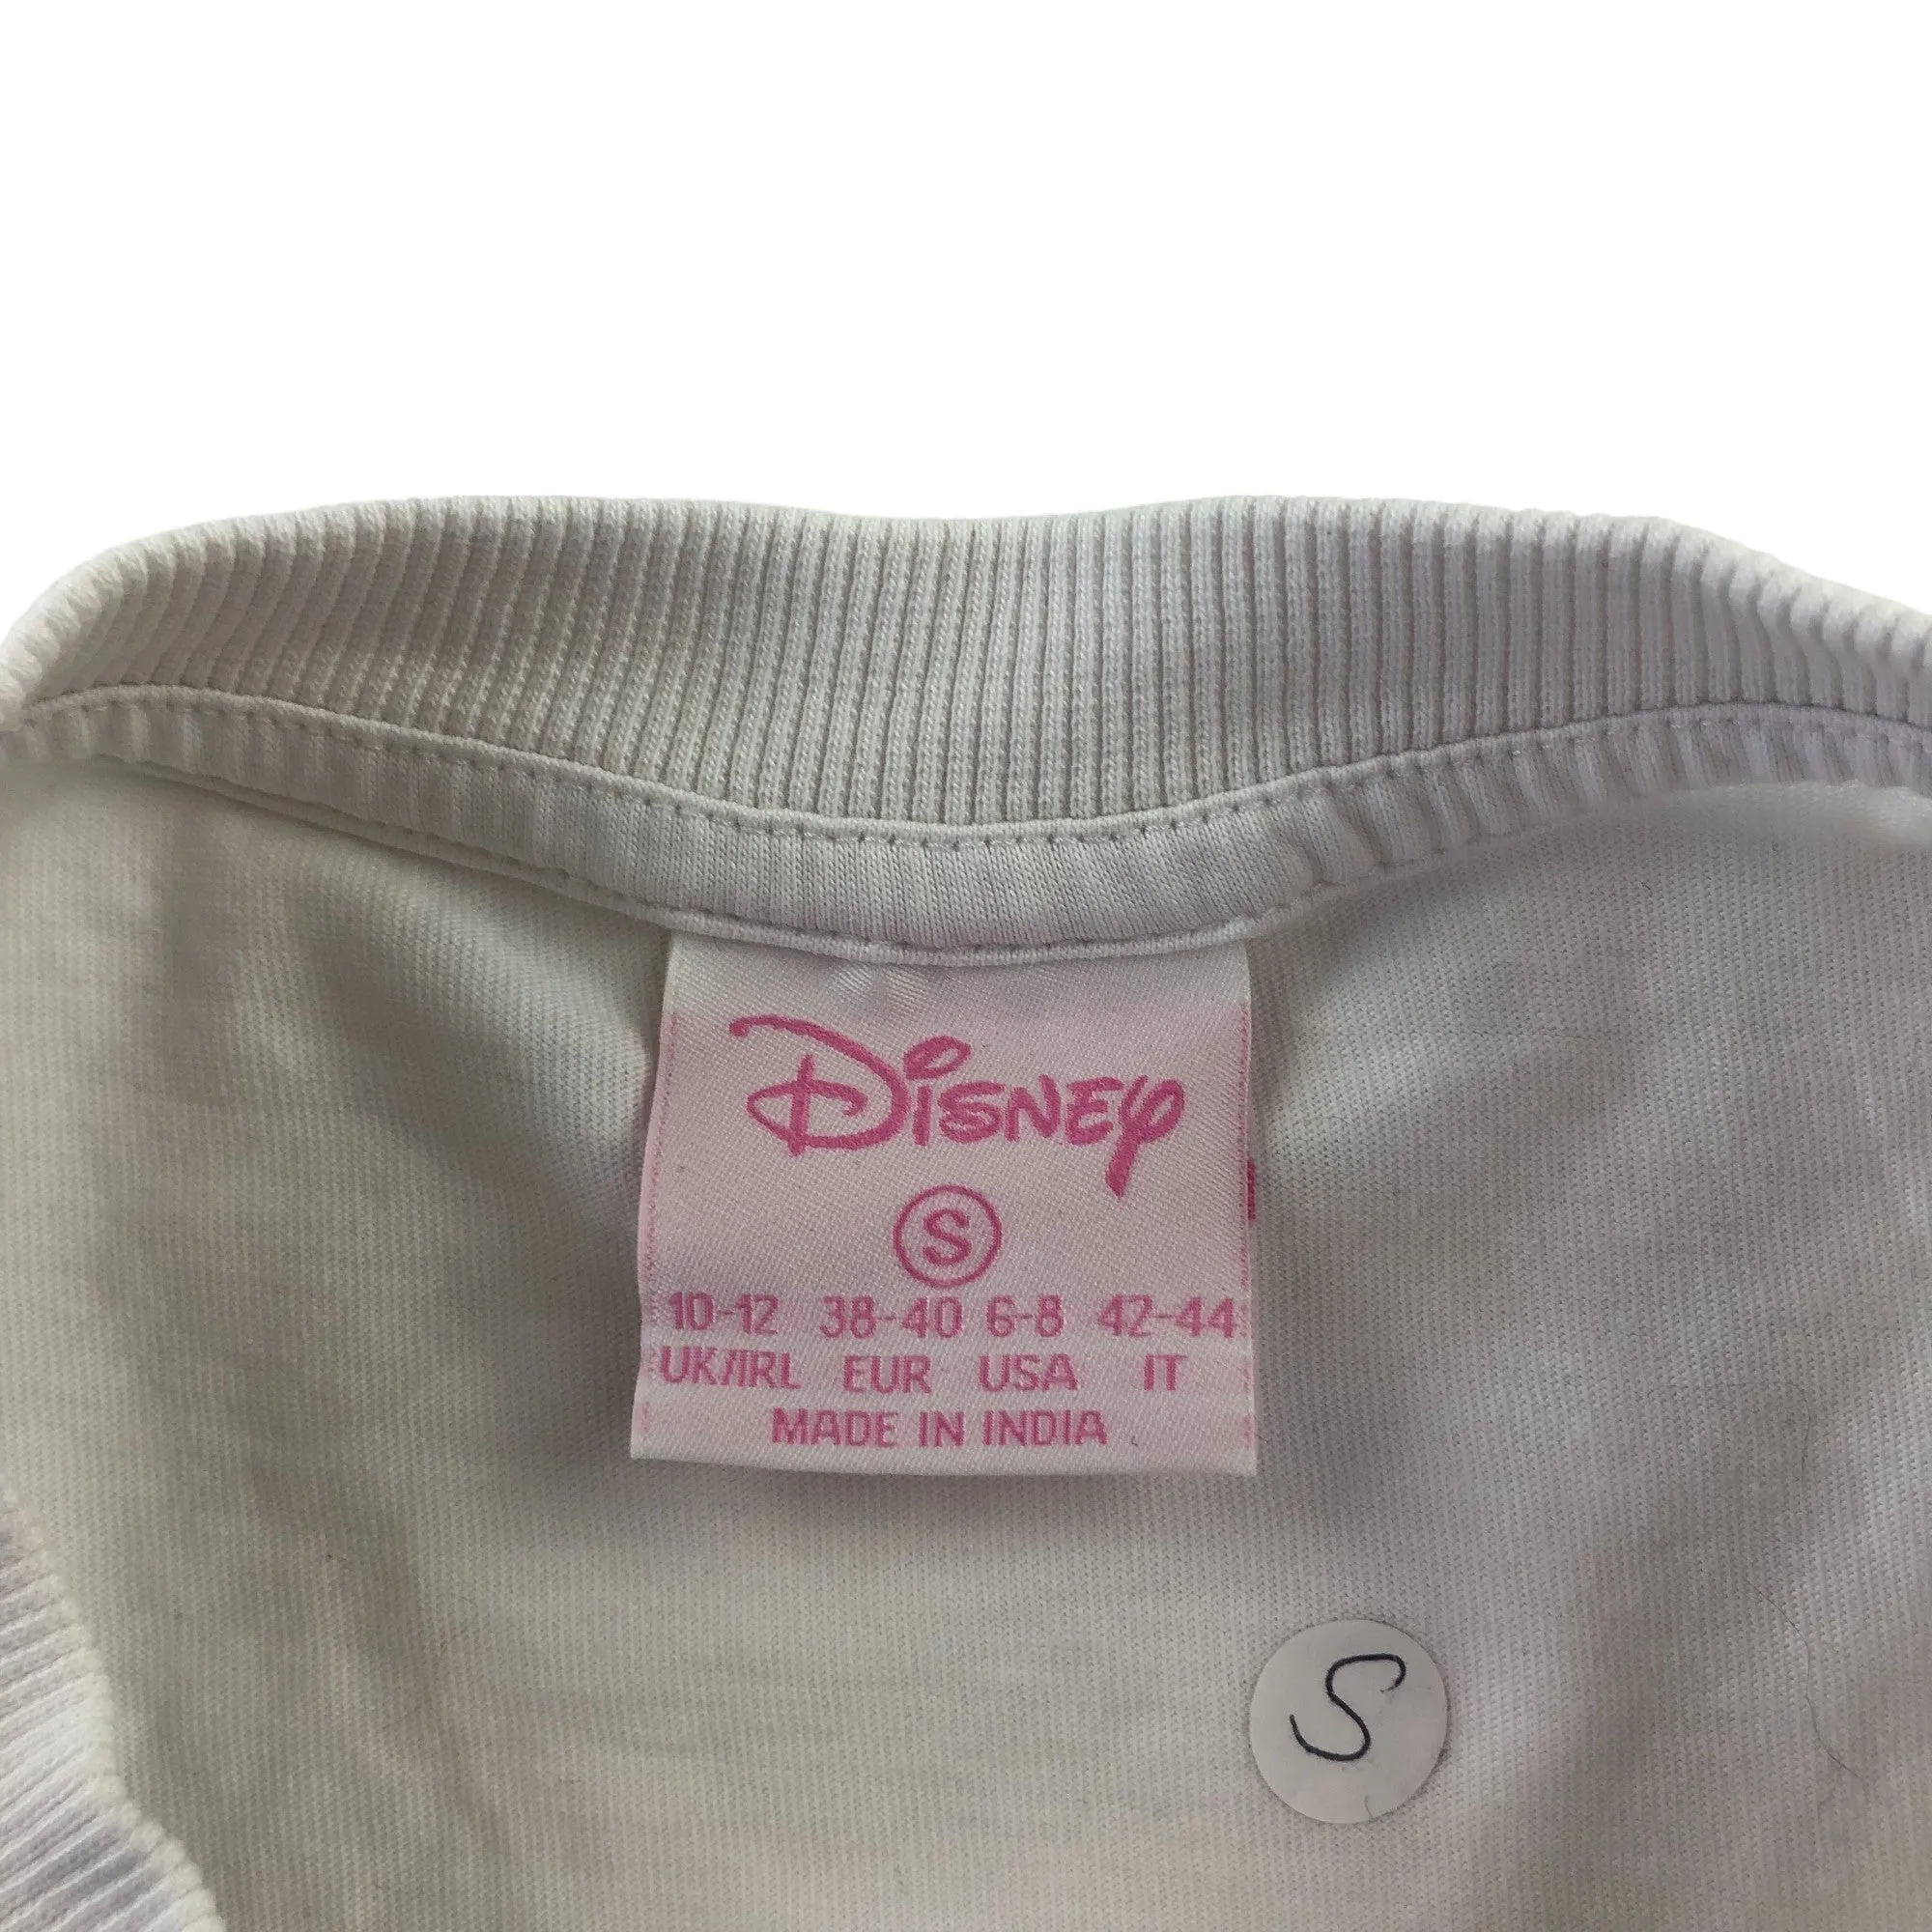 Disney
S
10-12 38-40 6-8 42-44
UK/IRL EUR USA IT
MADE IN INDIA
S